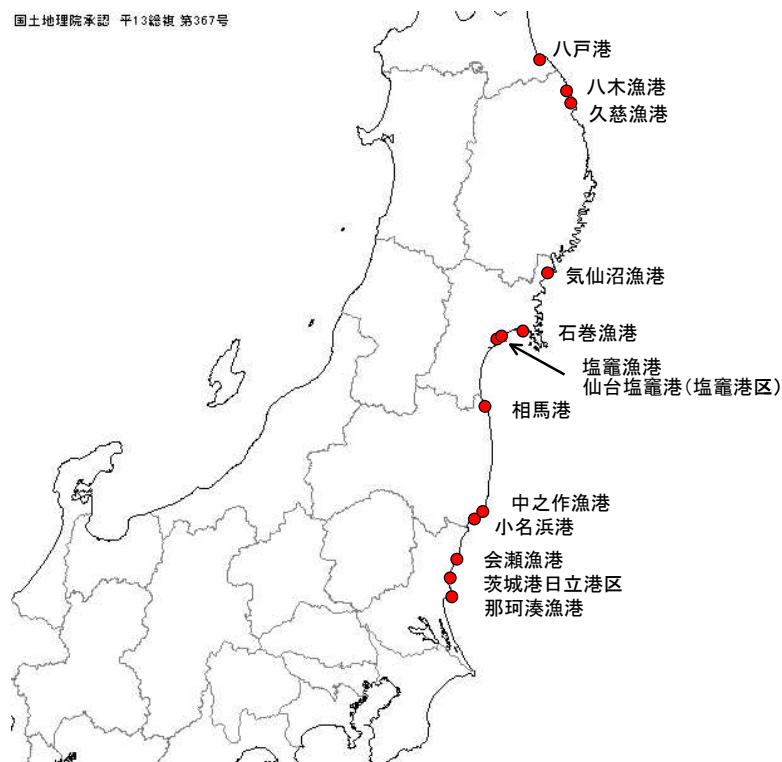 国土地理院承認 平13総複 第367号
八戸港
八木漁港
久慈漁港
気仙沼漁港
石巻漁港
塩竈漁港
仙台塩竈港(塩竈港区)
相馬港
中之作漁港
小名浜港
会瀬漁港
茨城港日立港区
那珂湊漁港